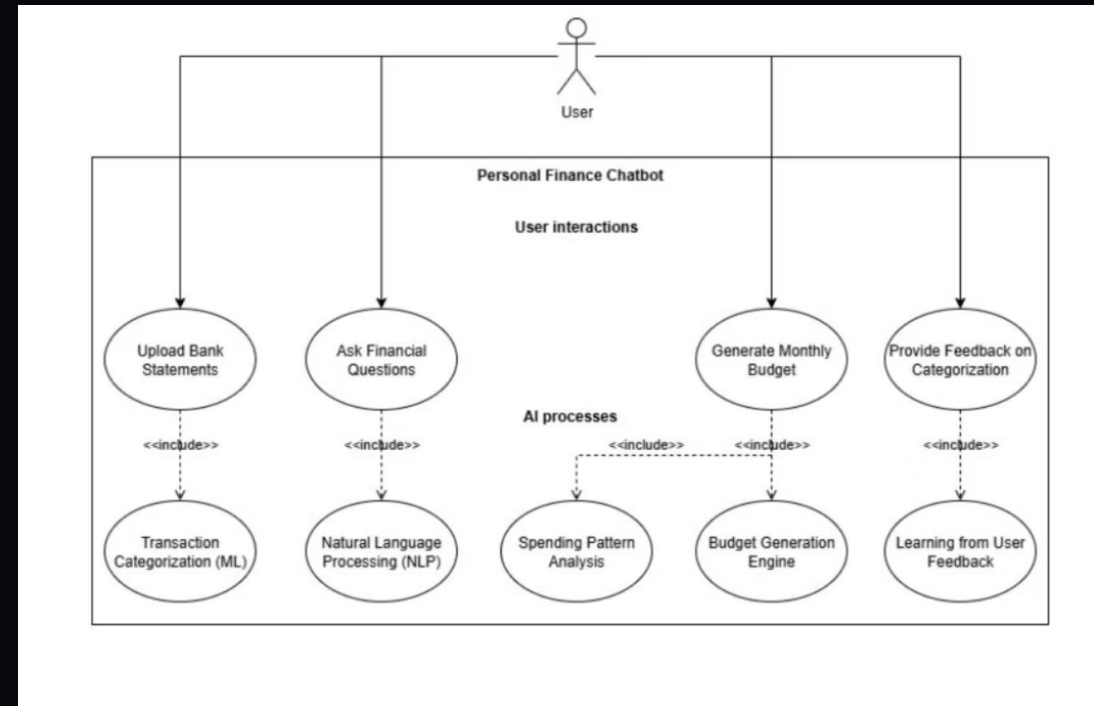 User
Personal Finance Chatbot
User interactions
Upload Bank
Statements
Ask Financial
Questions
Generate Monthly
Budget
Provide Feedback on
Categorization
AI processes
<<include>>
<<include>>
<<include>>
<<include>>
<<include>>
Transaction
Categorization (ML)
Natural Language
Processing (NLP)
Spending Pattern
Analysis
Budget Generation
Engine
Learning from User
Feedback